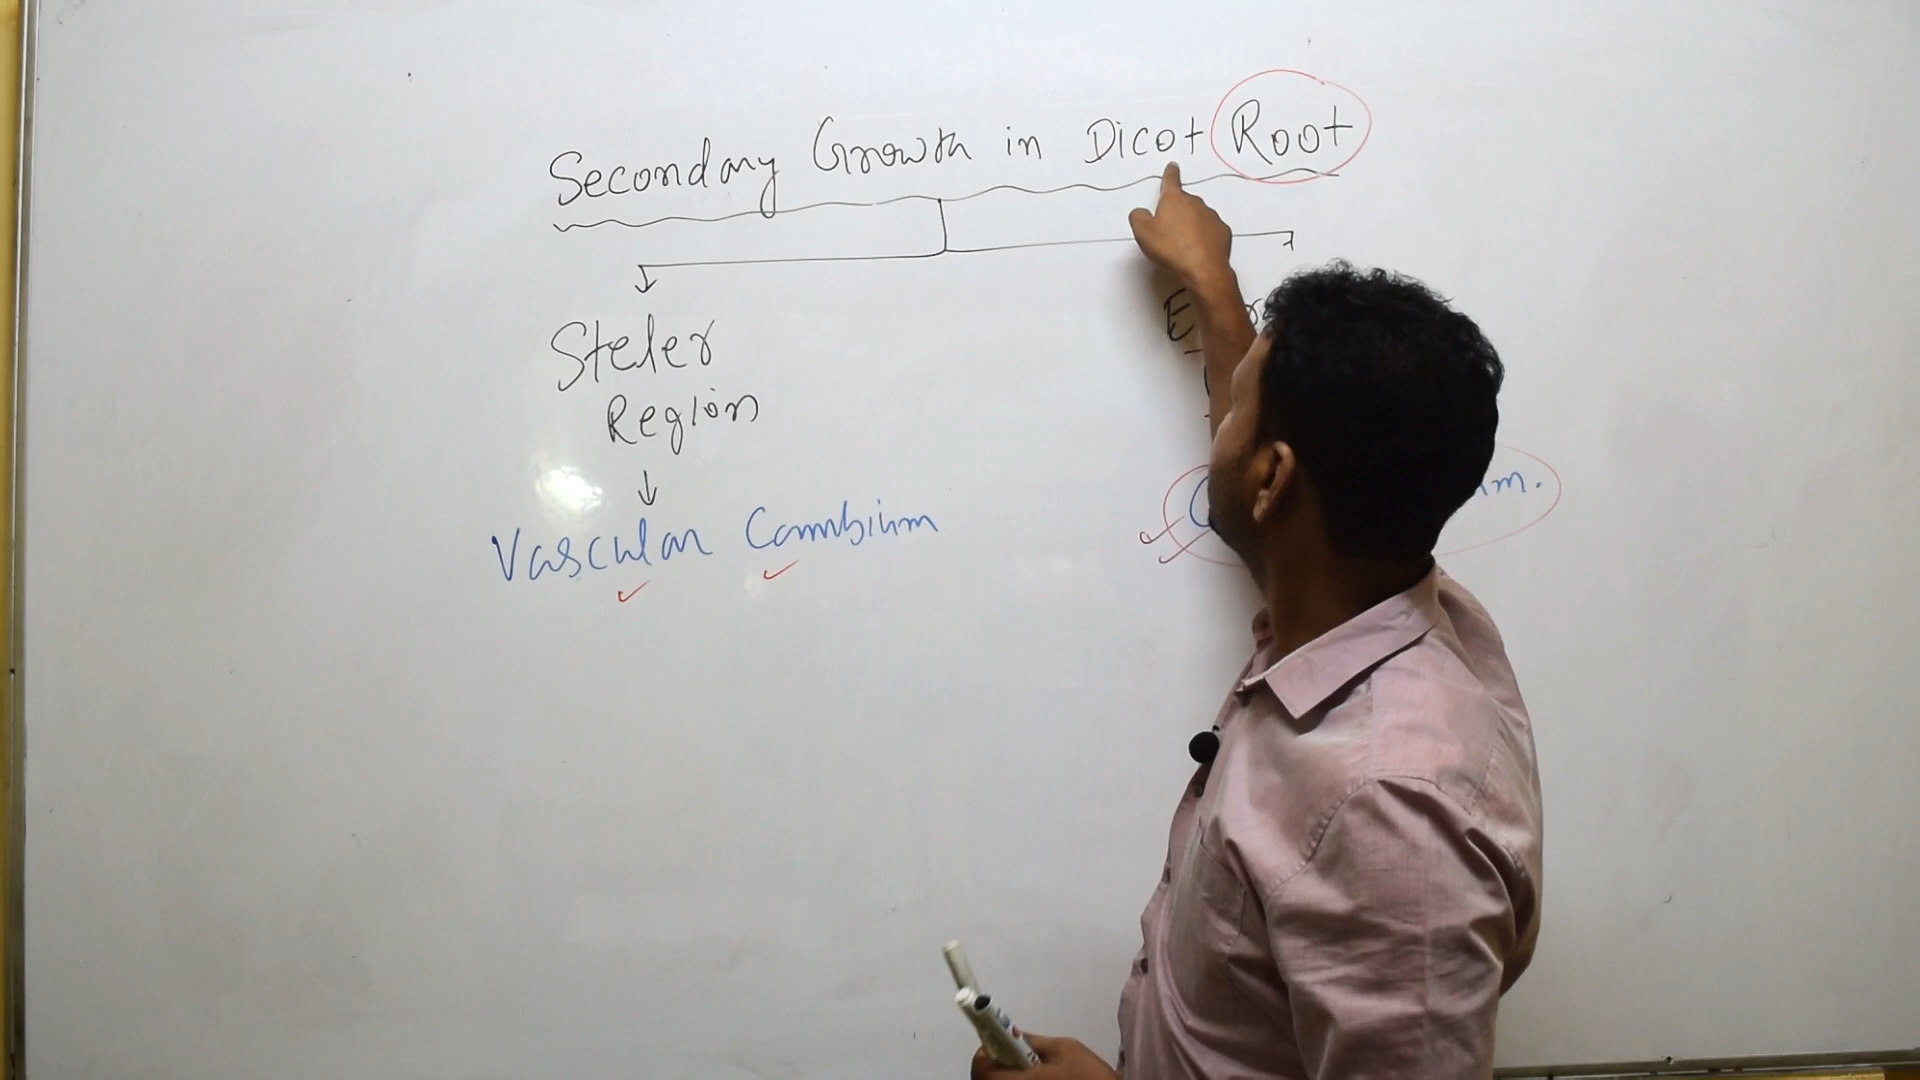 Secondary Growth in Dicot Root
Steler
Region
Vascular Cambium